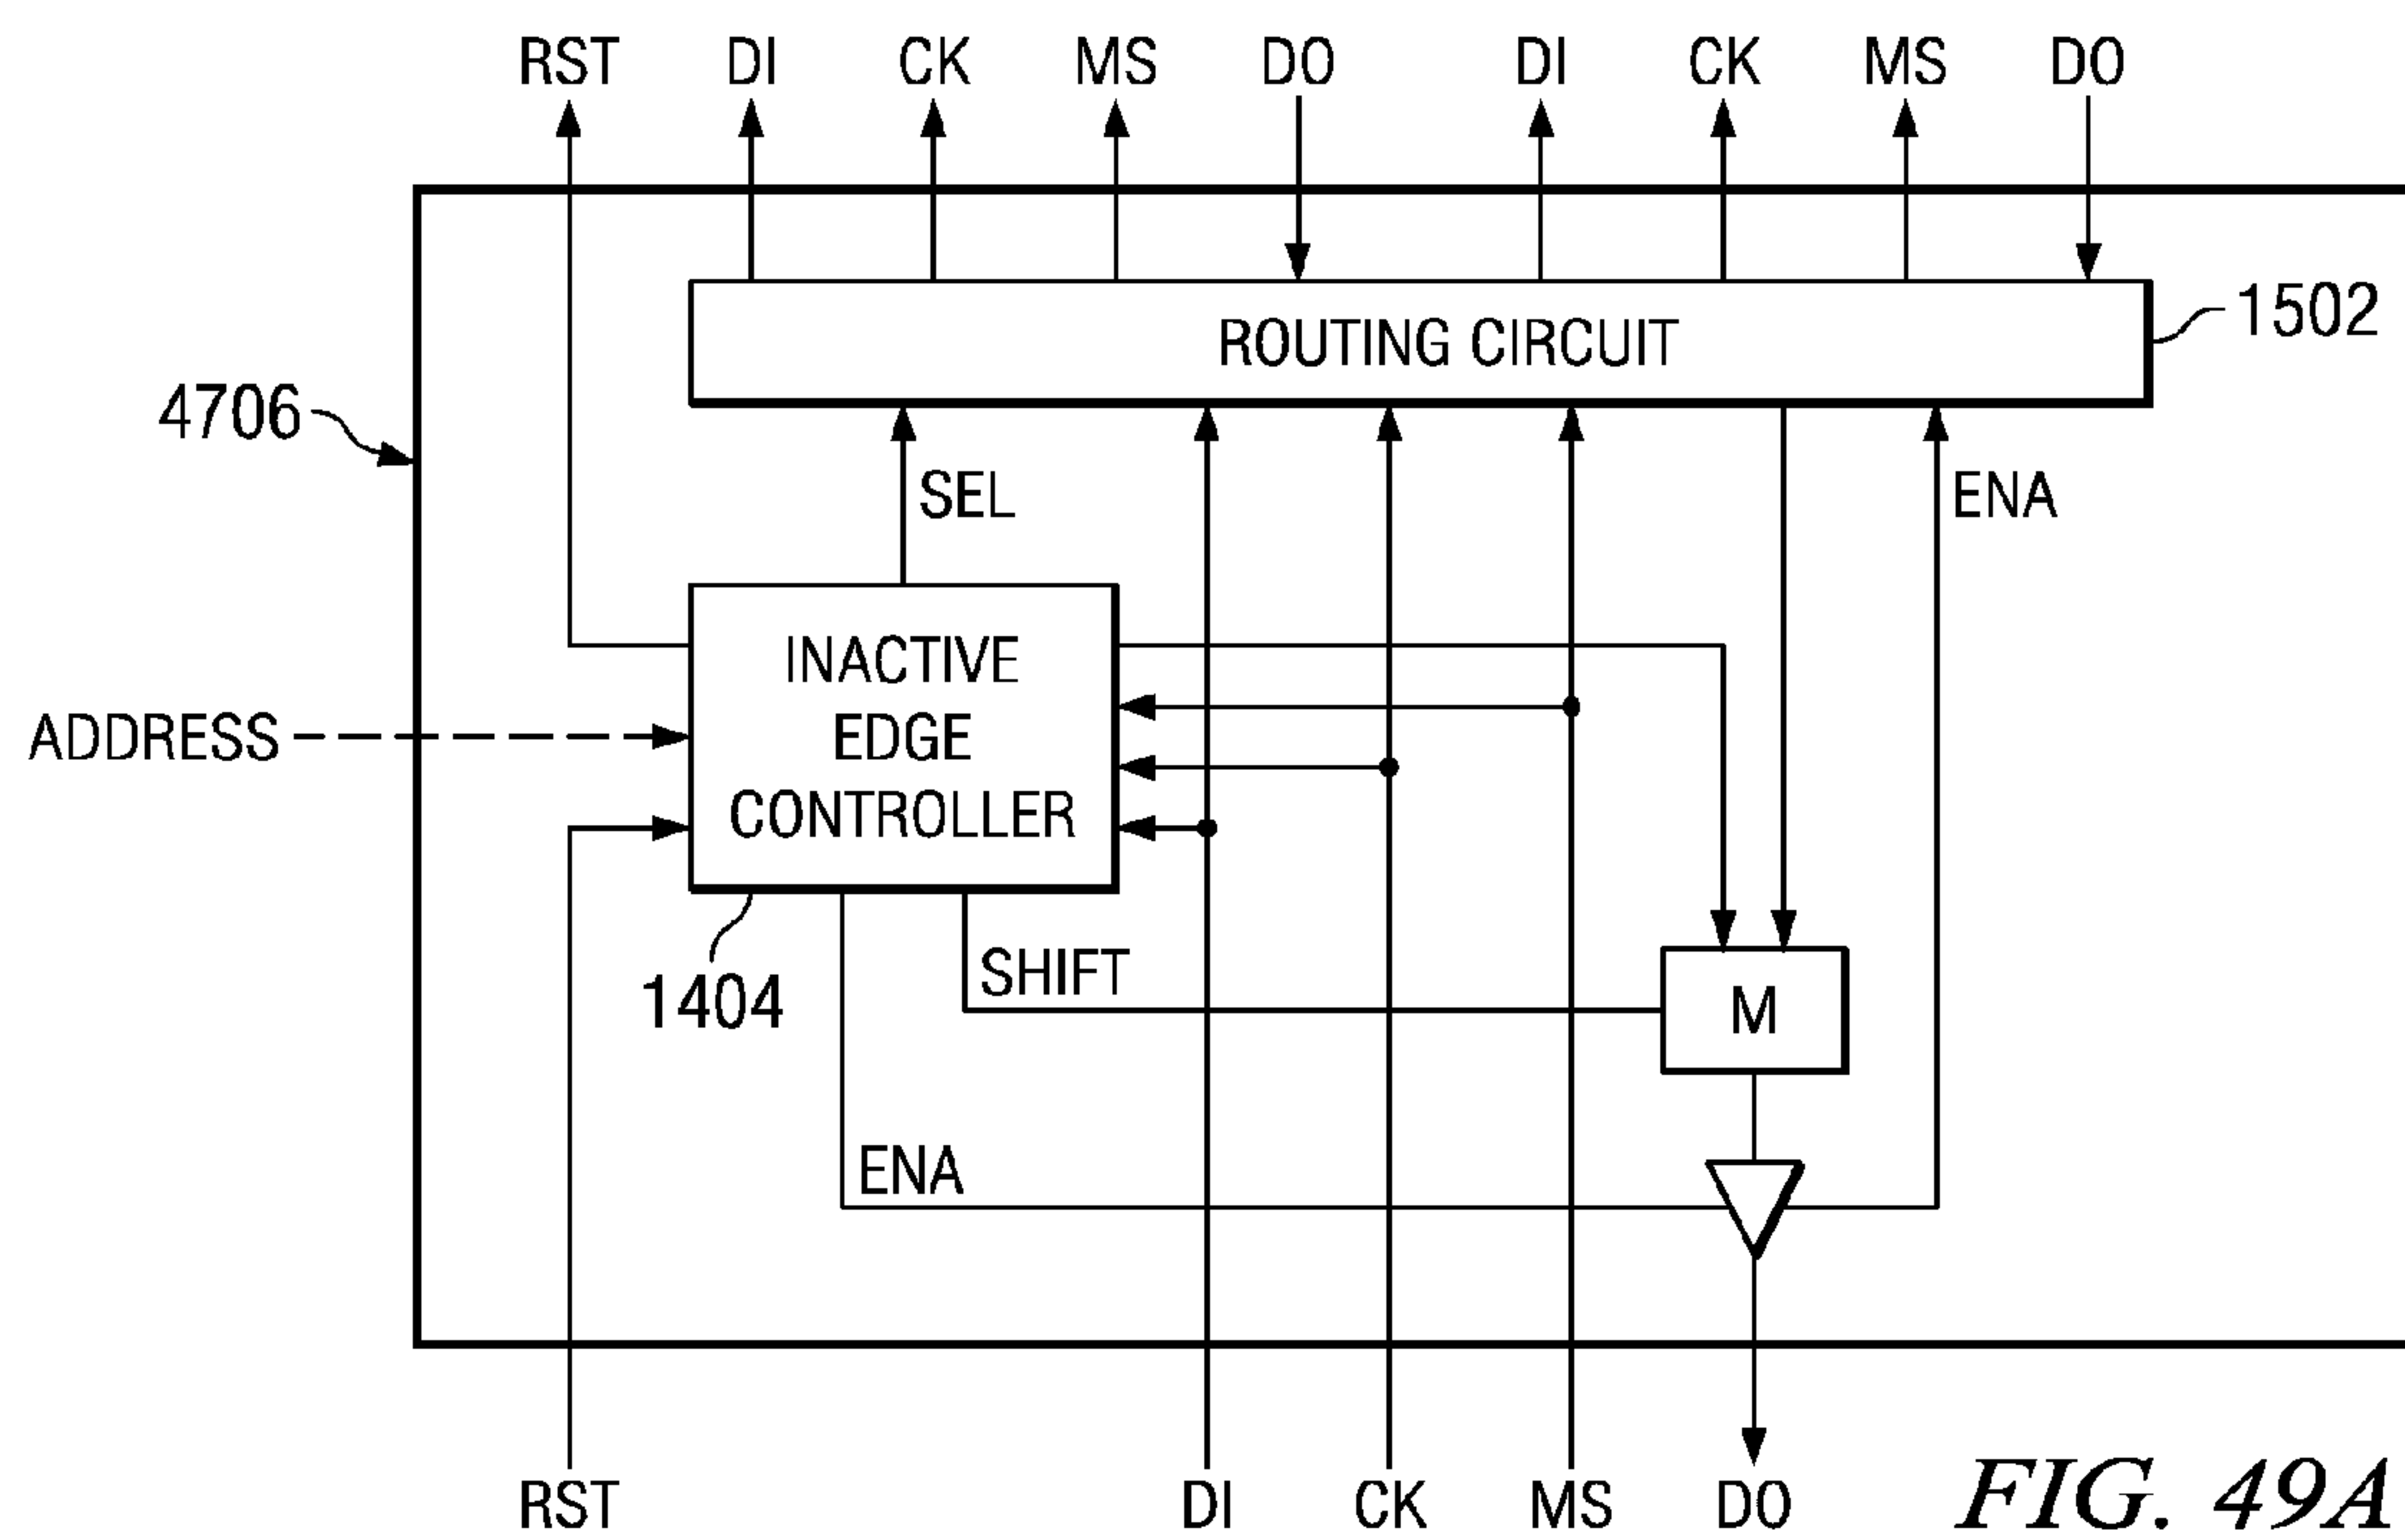 RST DI CK MS DO DI CK MS DO
ROUTING CIRCUIT
1502
4706
SEL
ENA
INACTIVE
EDGE
CONTROLLER
ADDRESS
1404
SHIFT
M
ENA
RST DI CK MS DO
FIG. 49A